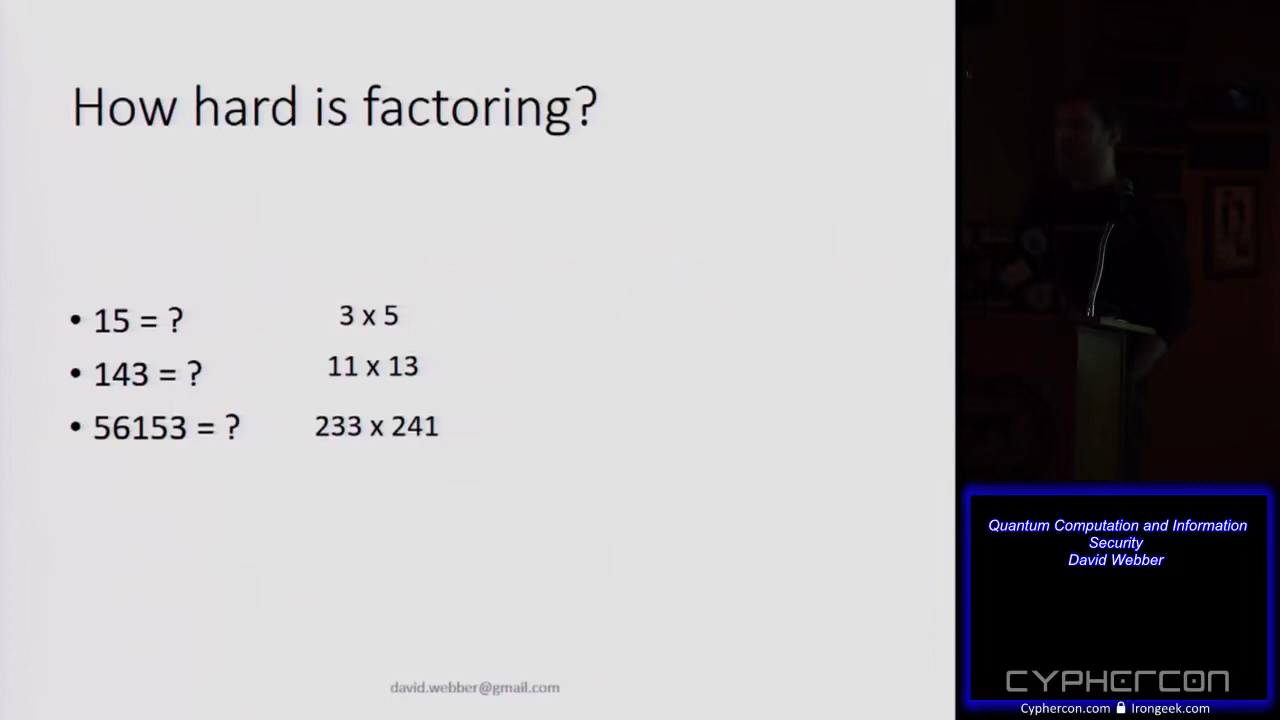 How hard is factoring?
• 15 = ? 3 x 5
• 143 = ? 11 x 13
• 56153 = ? 233 x 241
david.webber@gmail.com
Quantum Computation and Information
Security
David Webber
CYPHERCON
Cyphercon.com Irongeek.com